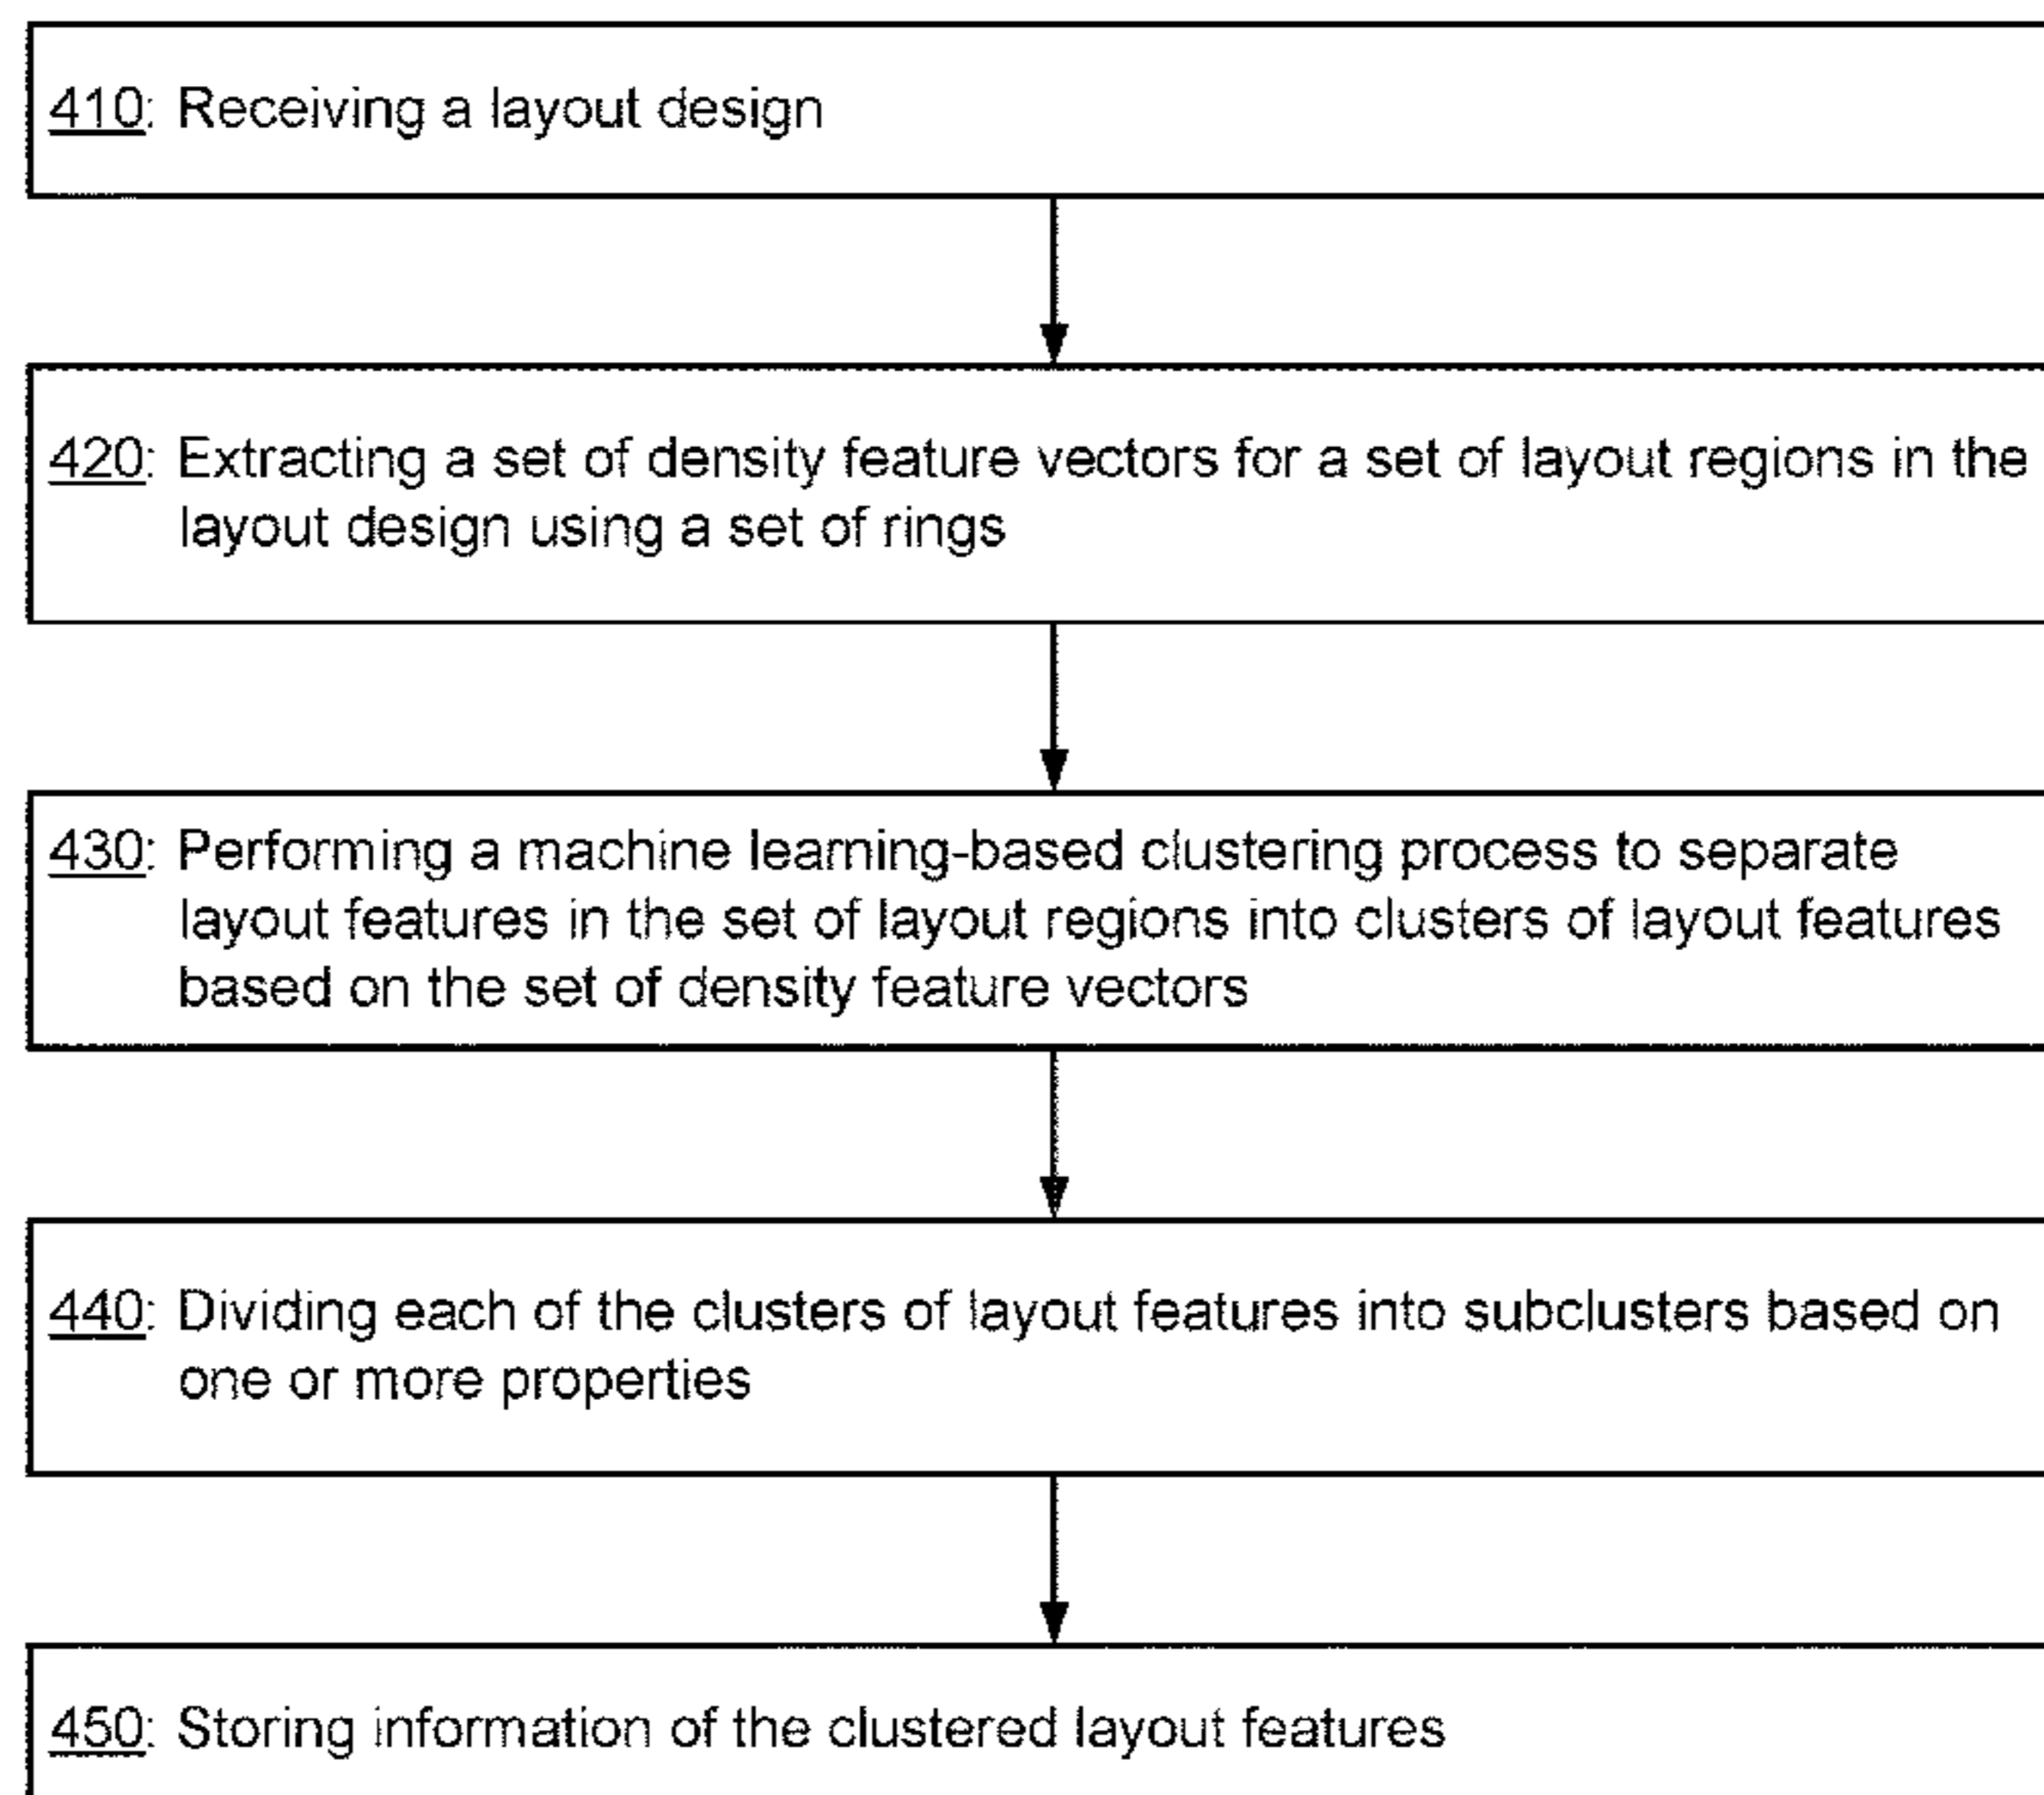 410: Receiving a layout design
420: Extracting a set of density feature vectors for a set of layout regions in the
layout design using a set of rings
430: Performing a machine learning-based clustering process to separate
layout features in the set of layout regions into clusters of layout features
based on the set of density feature vectors
440: Dividing each of the clusters of layout features into subclusters based on
one or more properties
450: Storing information of the clustered layout features